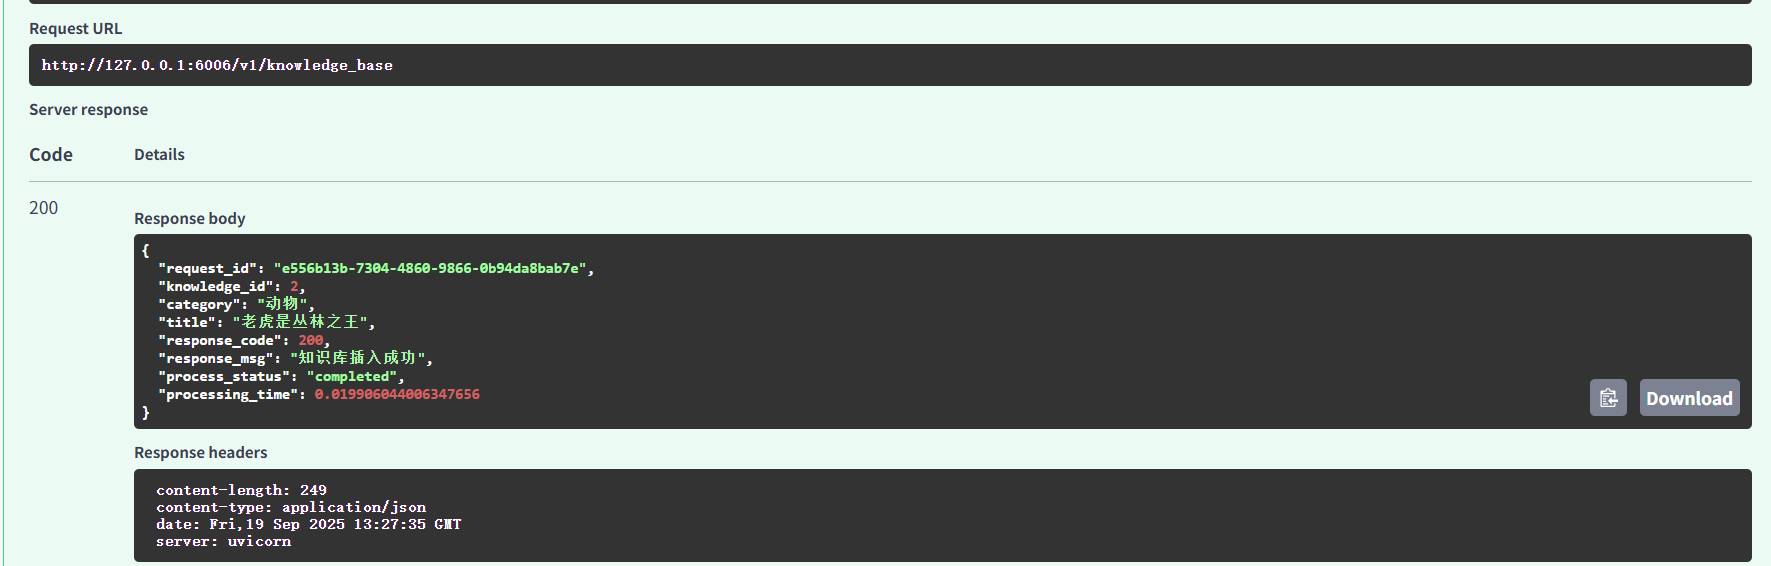 Request URL
http://127.0.0.1:6006/v1/knowledge_base
Server response
Code Details
200
Response body
{
"request_id": "e556b13b-7304-4860-9866-0b94da8bab7e",
"knowledge_id": 2,
"category": "动物",
"title": "老虎是丛林之王",
"response_code": 200,
"response_msg": "知识库插入成功",
"process_status": "completed",
"processing_time": 0.019906044006347656
}
Download
Response headers
content-length: 249
content-type: application/json
date: Fri,19 Sep 2025 13:27:35 GMT
server: uvicorn